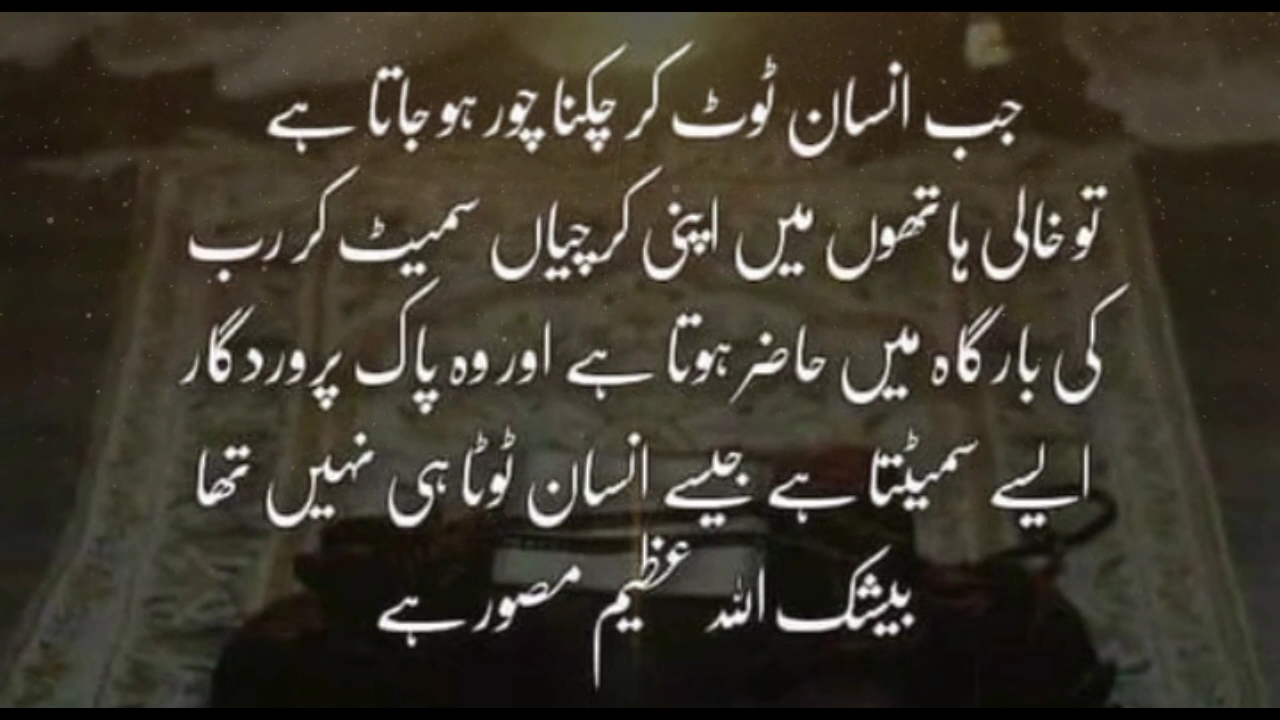 جب انسان ٹوٹ کر چکنا چور ہو جاتا ہے
تو خالی ہاتھوں میں اپنی کرچیاں سمیٹ کر رب
کی بارگاہ میں حاضر ہوتا ہے اور وہ پاک پروردگار
ایسے سمیٹتا ہے جیسے انسان ٹوٹا ہی نہیں تھا
بیشک اللہ عظیم مصور ہے